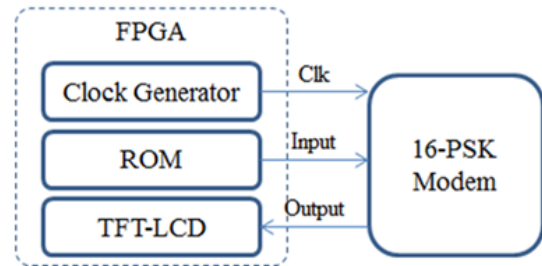 FPGA
Clock Generator
Clk
ROM
Input
16-PSK
Modem
TFT-LCD
Output